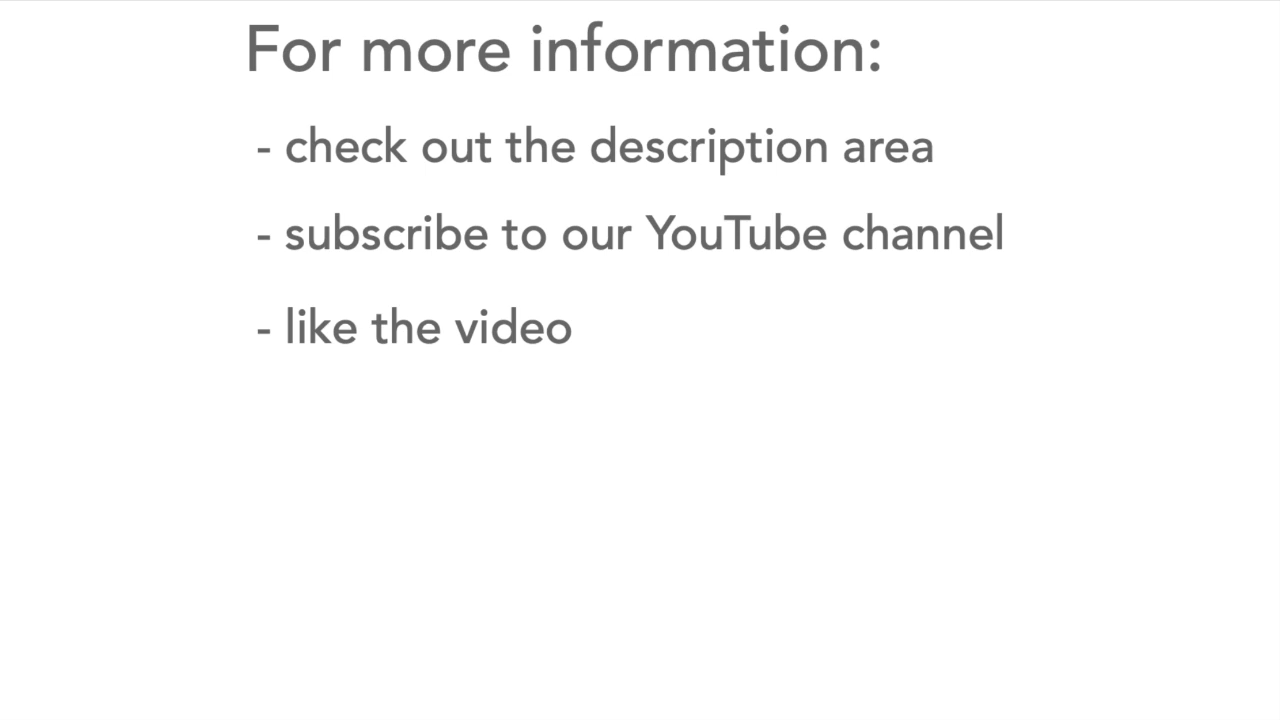 For more information:
- check out the description area
- subscribe to our YouTube channel
- like the video